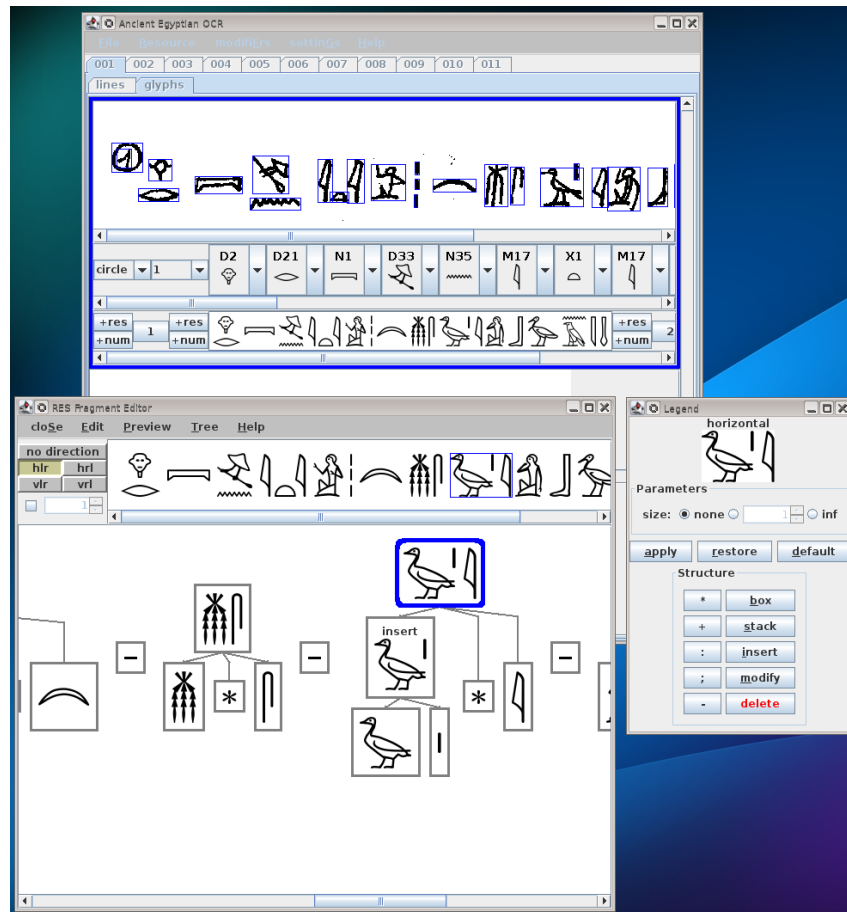 Ancient Egyptian OCR
File Resource modifiErs settinGs Help
001 002 003 004 005 006 007 008 009 010 011
lines glyphs
circle 1 D2 D21 N1 D33 N35 M17 X1 M17
+res +num 1 +res +num +res +num 2
RES Fragment Editor
cloSe Edit Preview Tree Help
no direction
hlr hrl
vlr vrl
1
insert
- - * - * -
Legend
horizontal
Parameters
size: none 1 inf
apply restore default
Structure
* box
+ stack
: insert
; modify
- delete